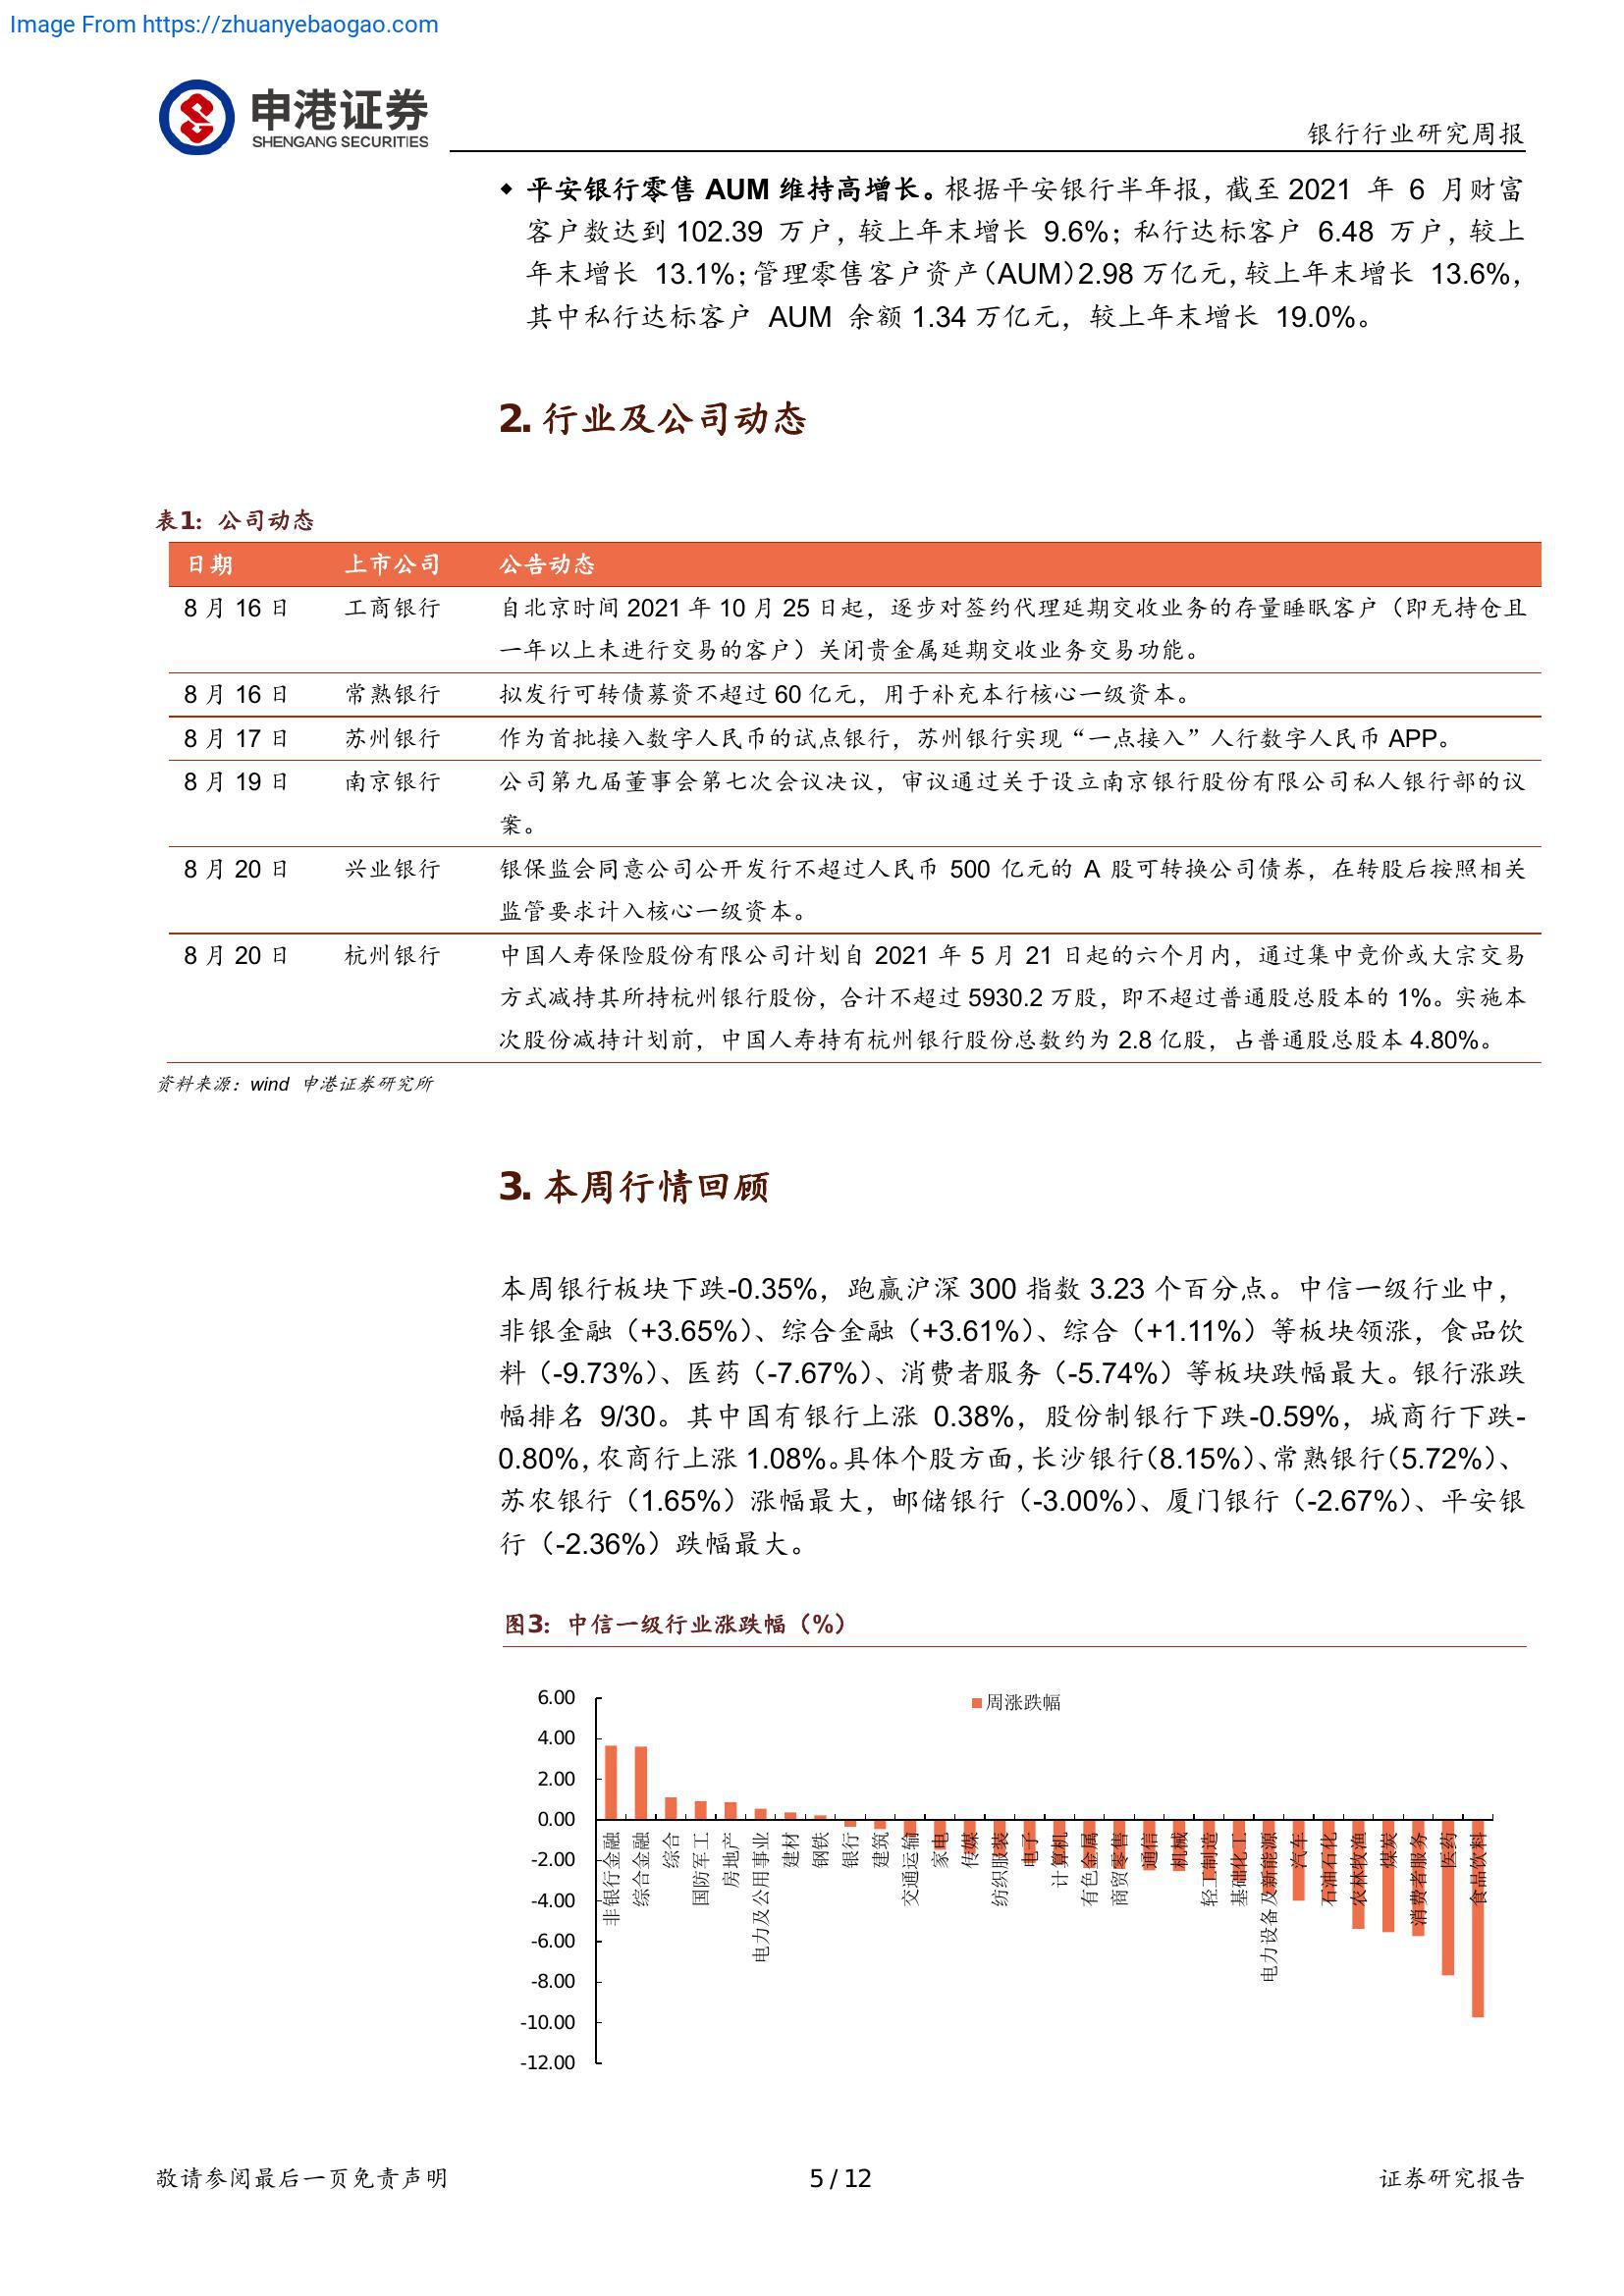 Image From https://zhuanyebaogao.com
申港证券
SHENGANG SECURITIES
银行行业研究周报
◆ 平安银行零售 AUM 维持高增长。根据平安银行半年报，截至 2021 年 6 月财富
客户数达到 102.39 万户，较上年末增长 9.6%；私行达标客户 6.48 万户，较上
年末增长 13.1%；管理零售客户资产（AUM）2.98 万亿元，较上年末增长 13.6%，
其中私行达标客户 AUM 余额 1.34 万亿元，较上年末增长 19.0%。
2. 行业及公司动态
表1：公司动态
日期 上市公司 公告动态
8 月 16 日 工商银行 自北京时间 2021 年 10 月 25 日起，逐步对签约代理延期交收业务的存量睡眠客户（即无持仓且
一年以上未进行交易的客户）关闭贵金属延期交收业务交易功能。
8 月 16 日 常熟银行 拟发行可转债募资不超过 60 亿元，用于补充本行核心一级资本。
8 月 17 日 苏州银行 作为首批接入数字人民币的试点银行，苏州银行实现“一点接入”人行数字人民币 APP。
8 月 19 日 南京银行 公司第九届董事会第七次会议决议，审议通过关于设立南京银行股份有限公司私人银行部的议
案。
8 月 20 日 兴业银行 银保监会同意公司公开发行不超过人民币 500 亿元的 A 股可转换公司债券，在转股后按照相关
监管要求计入核心一级资本。
8 月 20 日 杭州银行 中国人寿保险股份有限公司计划自 2021 年 5 月 21 日起的六个月内，通过集中竞价或大宗交易
方式减持其所持杭州银行股份，合计不超过 5930.2 万股，即不超过普通股总股本的 1%。实施本
次股份减持计划前，中国人寿持有杭州银行股份总数约为 2.8 亿股，占普通股总股本 4.80%。
资料来源：wind 申港证券研究所
3. 本周行情回顾
本周银行板块下跌-0.35%，跑赢沪深 300 指数 3.23 个百分点。中信一级行业中，
非银金融（+3.65%）、综合金融（+3.61%）、综合（+1.11%）等板块领涨，食品饮
料（-9.73%）、医药（-7.67%）、消费者服务（-5.74%）等板块跌幅最大。银行涨跌
幅排名 9/30。其中国有银行上涨 0.38%，股份制银行下跌-0.59%，城商行下跌-
0.80%，农商行上涨 1.08%。具体个股方面，长沙银行（8.15%）、常熟银行（5.72%）、
苏农银行（1.65%）涨幅最大，邮储银行（-3.00%）、厦门银行（-2.67%）、平安银
行（-2.36%）跌幅最大。
图3：中信一级行业涨跌幅（%）
周涨跌幅
6.00
4.00
2.00
0.00
-2.00
-4.00
-6.00
-8.00
-10.00
-12.00
非银行金融
综合金融
综合
国防军工
房地产
电力及公用事业
建材
钢铁
银行
建筑
交通运输
家电
传媒
纺织服装
电子
计算机
有色金属
商贸零售
通信
机械
轻工制造
基础化工
电力设备及新能源
汽车
石油石化
农林牧渔
煤炭
消费者服务
医药
食品饮料
敬请参阅最后一页免责声明
5 / 12
证券研究报告